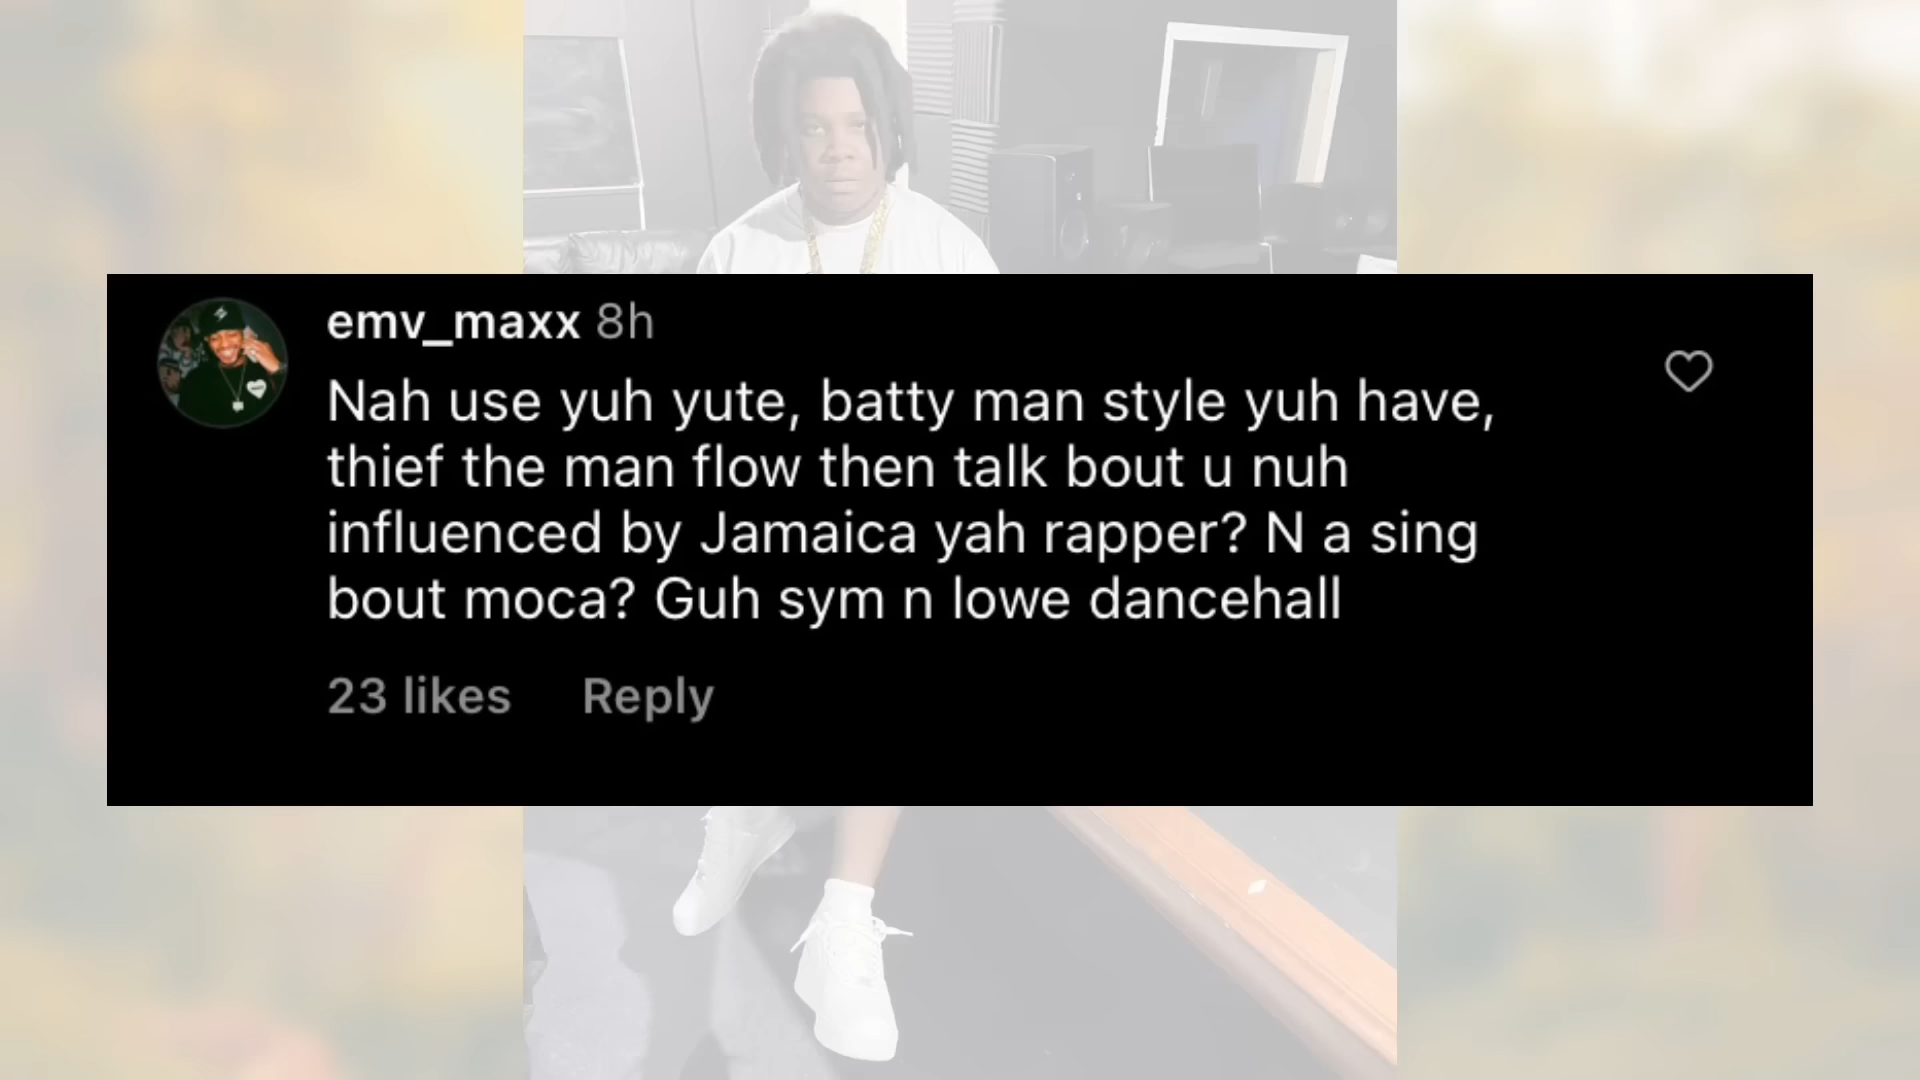 emv_maxx 8h
Nah use yuh yute, batty man style yuh have,
thief the man flow then talk bout u nuh
influenced by Jamaica yah rapper? N a sing
bout moca? Guh sym n lowe dancehall
23 likes Reply